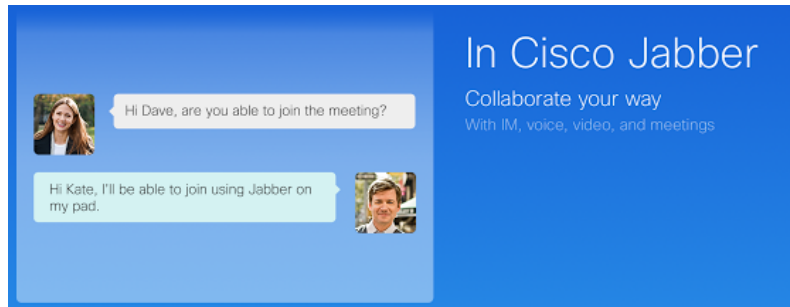 Hi Dave, are you able to join the meeting?
Hi Kate, I'll be able to join using Jabber on
my pad.
In Cisco Jabber
Collaborate your way
With IM, voice, video, and meetings